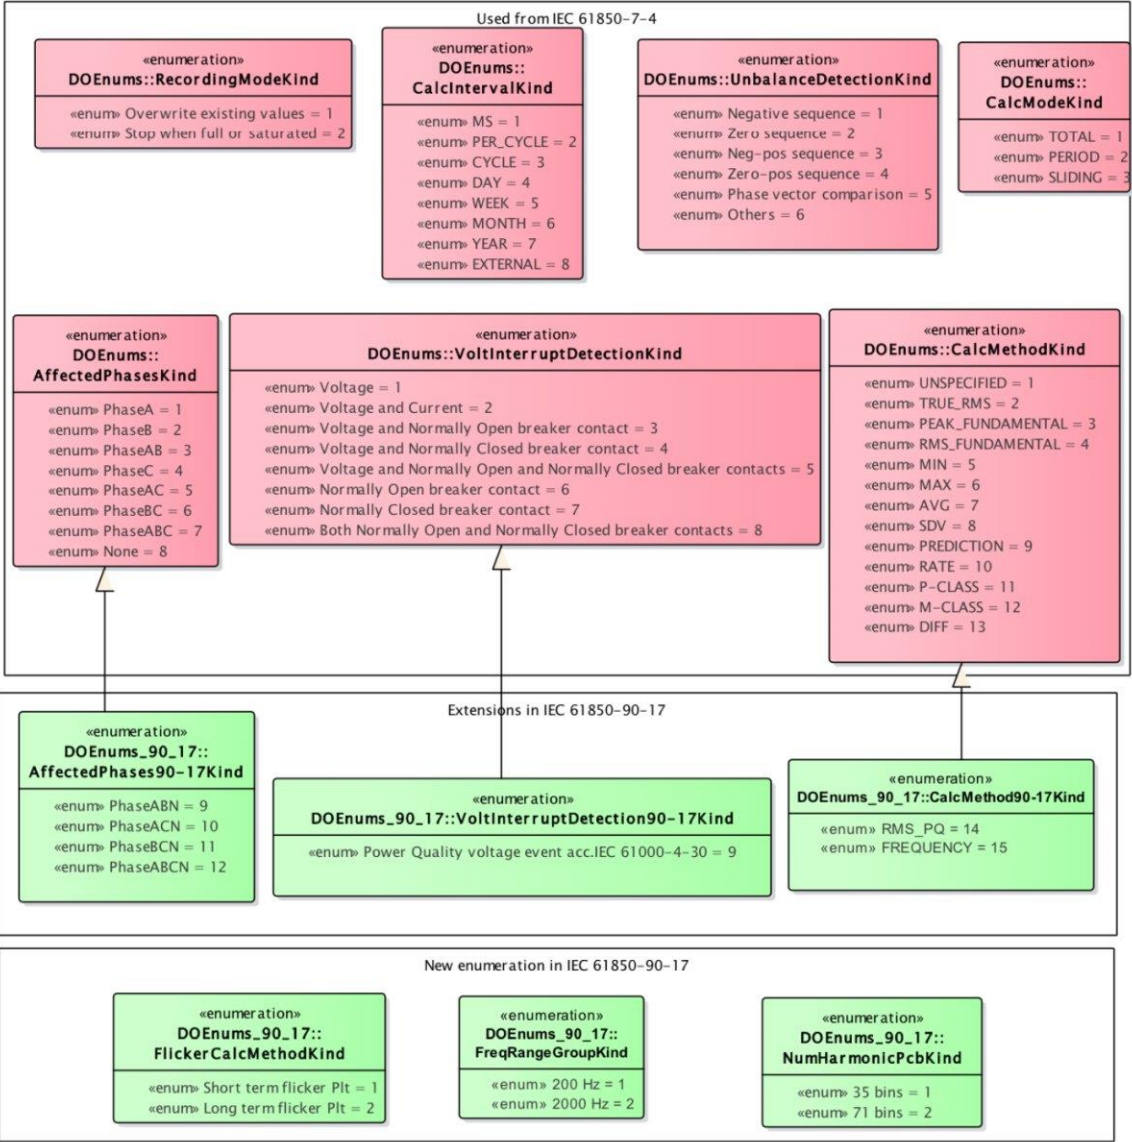 Used from IEC 61850-7-4
«enumeration»
DOEnums::RecordingModeKind
«enum» Overwrite existing values = 1
«enum» Stop when full or saturated = 2
«enumeration»
DOEnums::
CalcIntervalKind
«enum» MS = 1
«enum» PER_CYCLE = 2
«enum» CYCLE = 3
«enum» DAY = 4
«enum» WEEK = 5
«enum» MONTH = 6
«enum» YEAR = 7
«enum» EXTERNAL = 8
«enumeration»
DOEnums::UnbalanceDetectionKind
«enum» Negative sequence = 1
«enum» Zero sequence = 2
«enum» Neg-pos sequence = 3
«enum» Zero-pos sequence = 4
«enum» Phase vector comparison = 5
«enum» Others = 6
«enumeration»
DOEnums::
CalcModeKind
«enum» TOTAL = 1
«enum» PERIOD = 2
«enum» SLIDING = 3
«enumeration»
DOEnums::
AffectedPhasesKind
«enum» PhaseA = 1
«enum» PhaseB = 2
«enum» PhaseAB = 3
«enum» PhaseC = 4
«enum» PhaseAC = 5
«enum» PhaseBC = 6
«enum» PhaseABC = 7
«enum» None = 8
«enumeration»
DOEnums::VoltInterruptDetectionKind
«enum» Voltage = 1
«enum» Voltage and Current = 2
«enum» Voltage and Normally Open breaker contact = 3
«enum» Voltage and Normally Closed breaker contact = 4
«enum» Voltage and Normally Open and Normally Closed breaker contacts = 5
«enum» Normally Open breaker contact = 6
«enum» Normally Closed breaker contact = 7
«enum» Both Normally Open and Normally Closed breaker contacts = 8
«enumeration»
DOEnums::CalcMethodKind
«enum» UNSPECIFIED = 1
«enum» TRUE_RMS = 2
«enum» PEAK_FUNDAMENTAL = 3
«enum» RMS_FUNDAMENTAL = 4
«enum» MIN = 5
«enum» MAX = 6
«enum» AVG = 7
«enum» SDV = 8
«enum» PREDICTION = 9
«enum» RATE = 10
«enum» P-CLASS = 11
«enum» M-CLASS = 12
«enum» DIFF = 13
Extensions in IEC 61850-90-17
«enumeration»
DOEnums_90_17::
AffectedPhases90-17Kind
«enum» PhaseABN = 9
«enum» PhaseACN = 10
«enum» PhaseBCN = 11
«enum» PhaseABCN = 12
«enumeration»
DOEnums_90_17::VoltInterruptDetection90-17Kind
«enum» Power Quality voltage event acc.IEC 61000-4-30 = 9
«enumeration»
DOEnums_90_17::CalcMethod90-17Kind
«enum» RMS_PQ = 14
«enum» FREQUENCY = 15
New enumeration in IEC 61850-90-17
«enumeration»
DOEnums_90_17::
FlickerCalcMethodKind
«enum» Short term flicker Plt = 1
«enum» Long term flicker Plt = 2
«enumeration»
DOEnums_90_17::
FreqRangeGroupKind
«enum» 200 Hz = 1
«enum» 2000 Hz = 2
«enumeration»
DOEnums_90_17::
NumHarmonicPcbKind
«enum» 35 bins = 1
«enum» 71 bins = 2